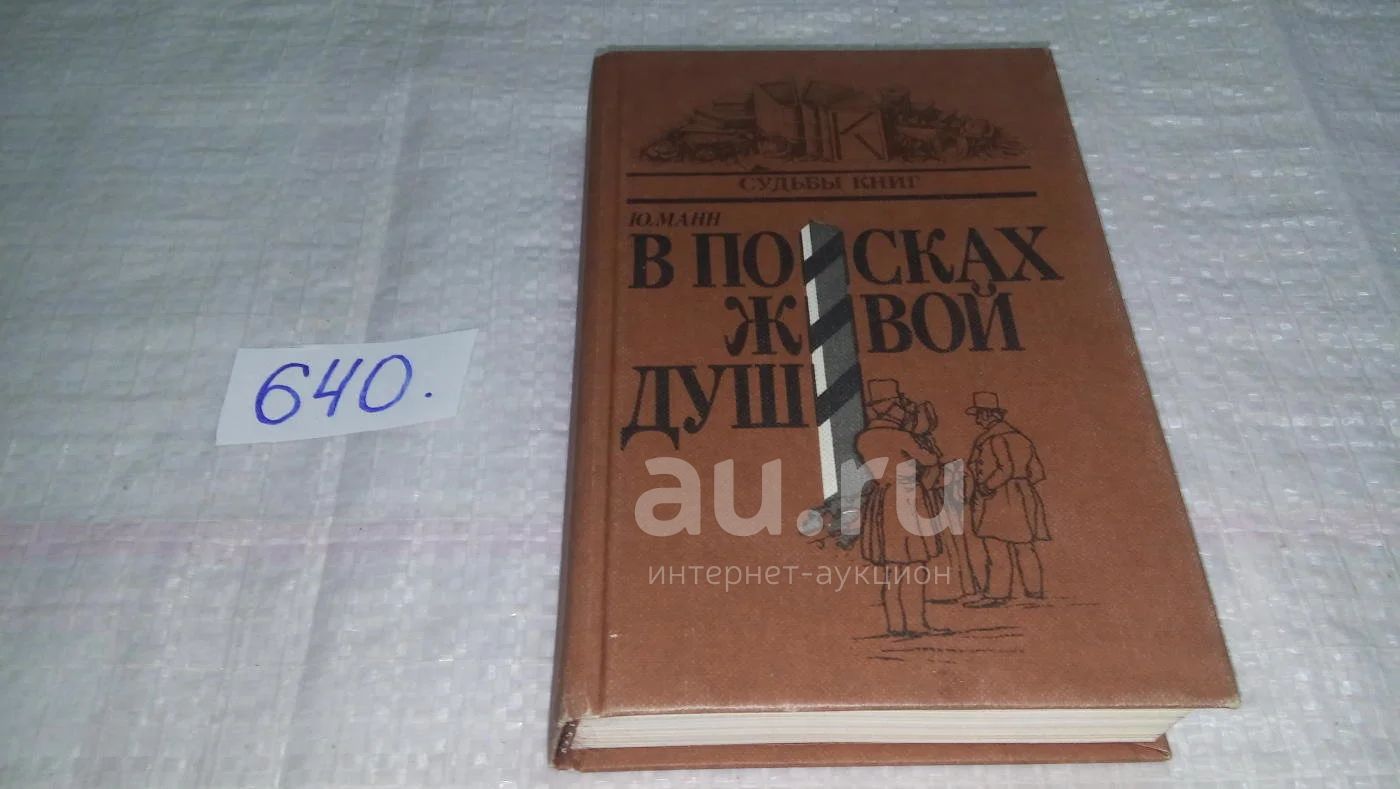 СУДЬБЫ КНИГ
Ю.МАНН
В ПОИСКАХ
ЖИВОЙ
ДУШИ
640.
au.ru
интернет-аукцион